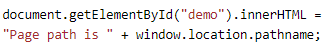 document.getElementById("demo").innerHTML =
"Page path is " + window.location.pathname;